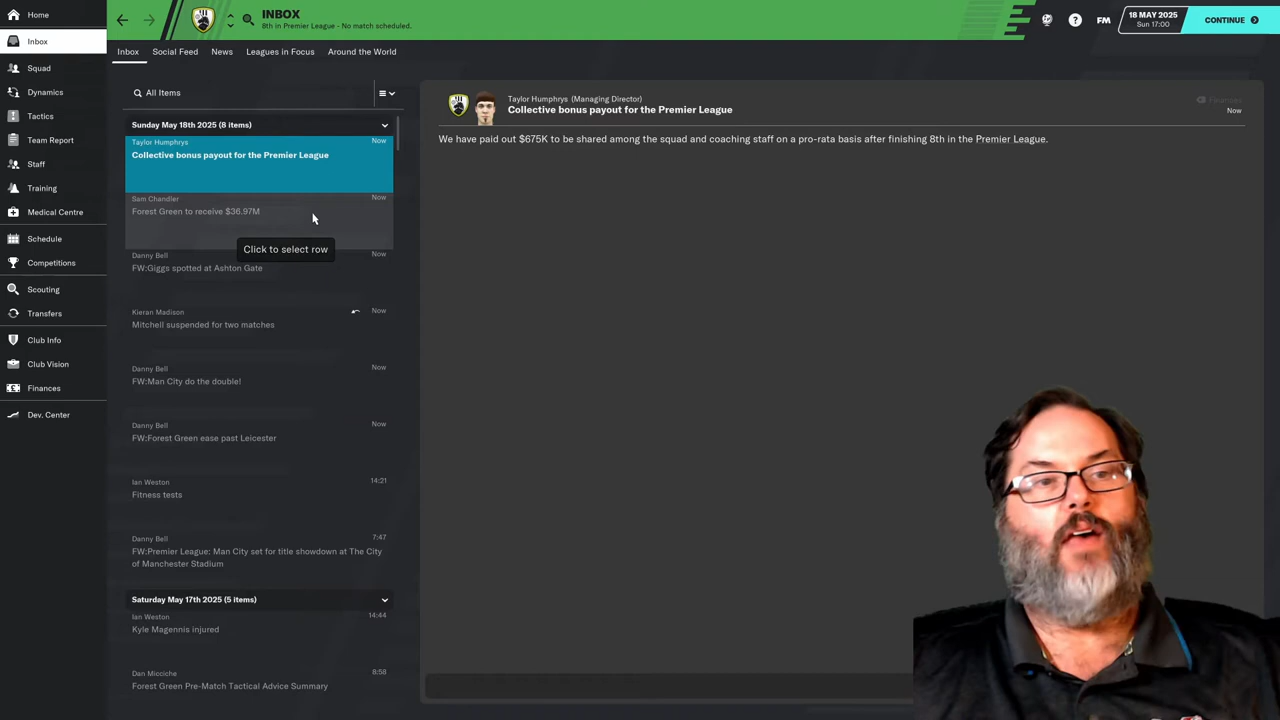 Home
Inbox
Squad
Dynamics
Tactics
Team Report
Staff
Training
Medical Centre
Schedule
Competitions
Scouting
Transfers
Club Info
Club Vision
Finances
Dev. Center
INBOX
8th in Premier League - No match scheduled.
?
FM
18 MAY 2025
Sun 17:00
CONTINUE
Inbox
Social Feed
News
Leagues in Focus
Around the World
All Items
Sunday May 18th 2025 (8 items)
Taylor Humphrys
Now
Collective bonus payout for the Premier League
Sam Chandler
Now
Forest Green to receive $36.97M
Click to select row
Danny Bell
Now
FW:Giggs spotted at Ashton Gate
Kieran Madison
Now
Mitchell suspended for two matches
Danny Bell
Now
FW:Man City do the double!
Danny Bell
Now
FW:Forest Green ease past Leicester
Ian Weston
14:21
Fitness tests
Danny Bell
7:47
FW:Premier League: Man City set for title showdown at The City
of Manchester Stadium
Saturday May 17th 2025 (5 items)
Ian Weston
14:44
Kyle Magennis injured
Dan Micciche
8:58
Forest Green Pre-Match Tactical Advice Summary
Taylor Humphrys (Managing Director)
Collective bonus payout for the Premier League
Finances
Now
We have paid out $675K to be shared among the squad and coaching staff on a pro-rata basis after finishing 8th in the Premier League.